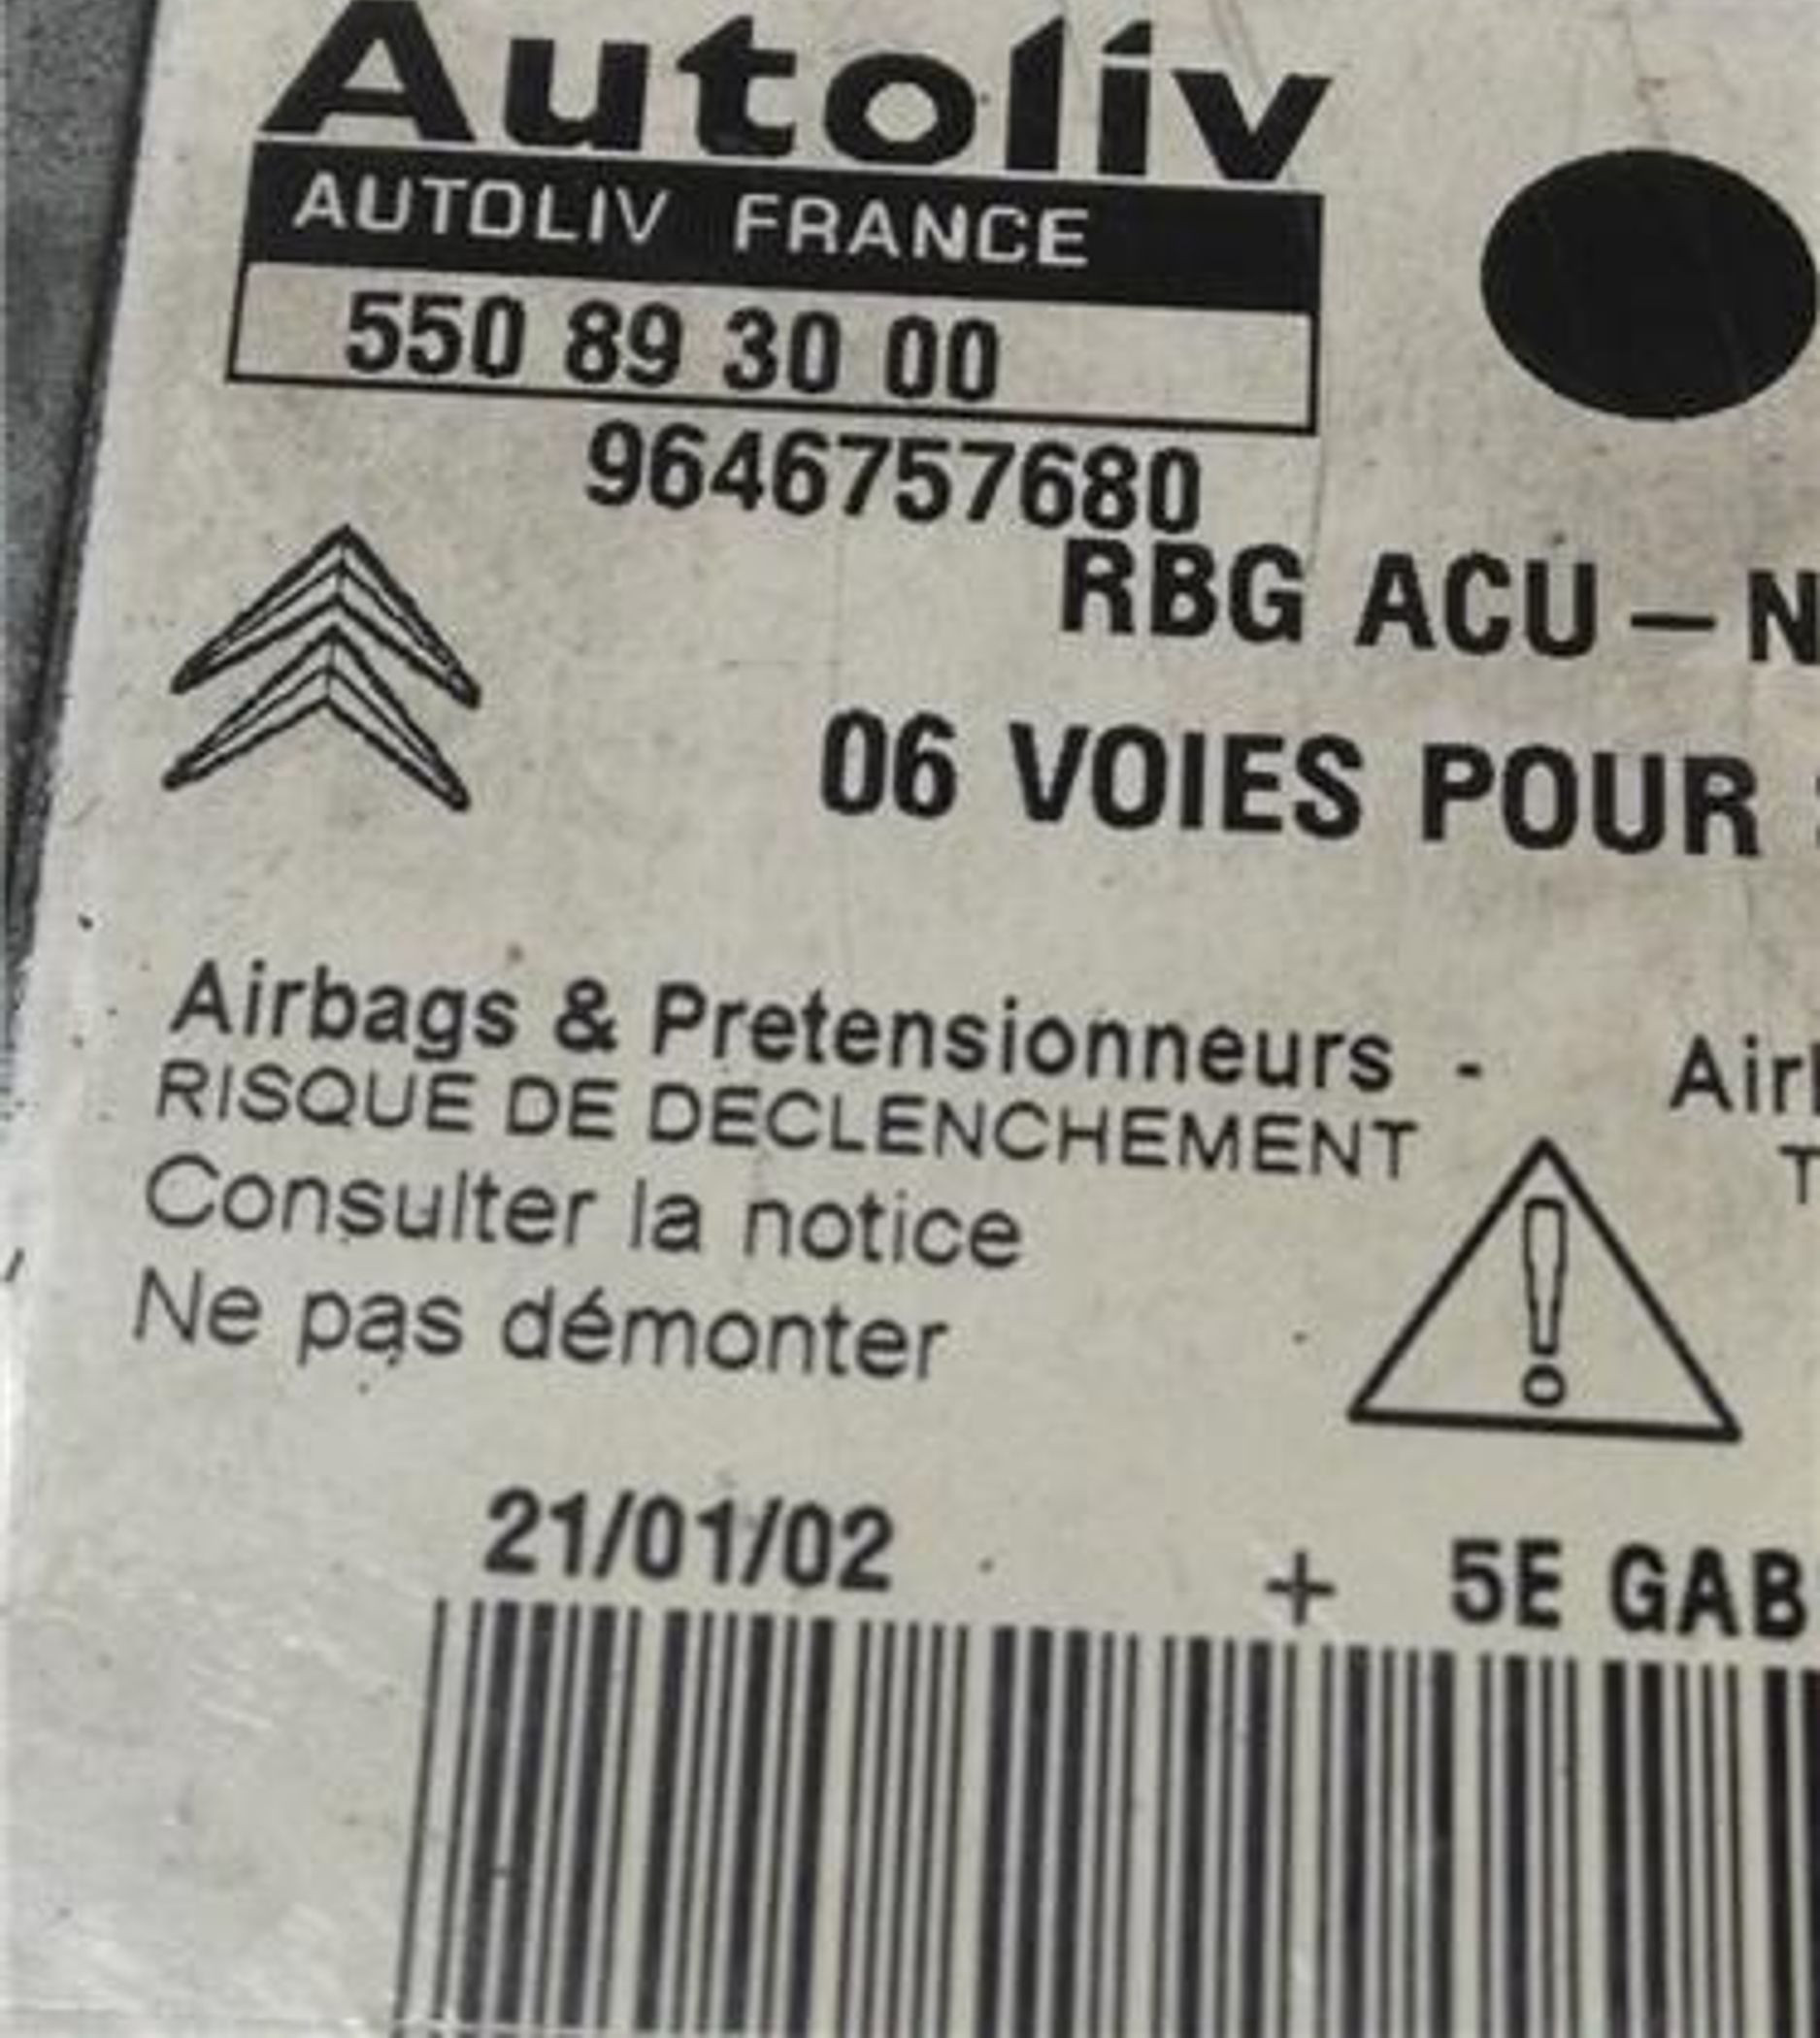 Autoliv
AUTOLIV FRANCE
550 89 30 00
9646757680
RBG ACU – N
06 VOIES POUR
Airbags & Pretensionneurs -
RISQUE DE DECLENCHEMENT
Consulter la notice
Ne pas démonter
21/01/02 + 5E GAB